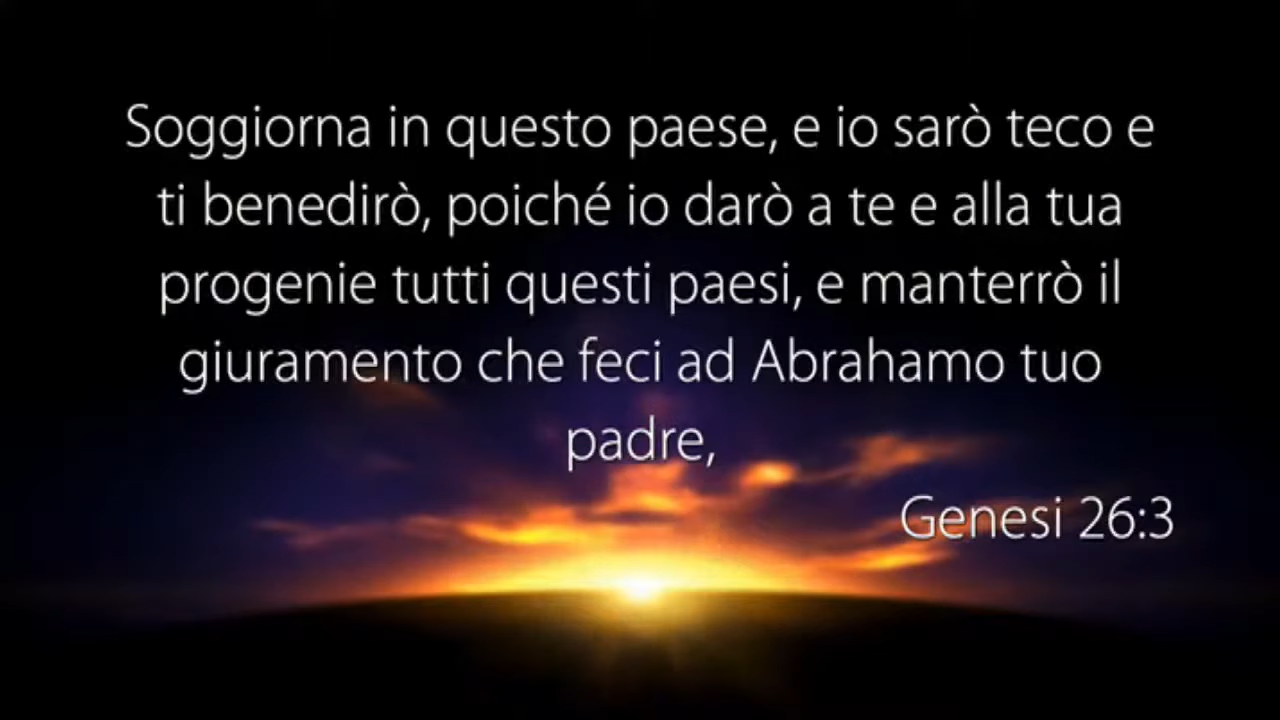 Soggiorna in questo paese, e io sarò teco e
ti benedirò, poiché io darò a te e alla tua
progenie tutti questi paesi, e manterrò il
giuramento che feci ad Abrahamo tuo
padre,
Genesi 26:3